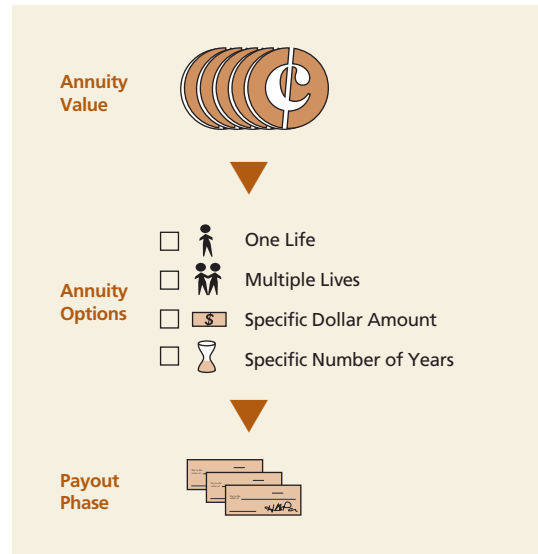 Annuity
Value
¢
One Life
Multiple Lives
Annuity
Options
$
Specific Dollar Amount
Specific Number of Years
Payout
Phase